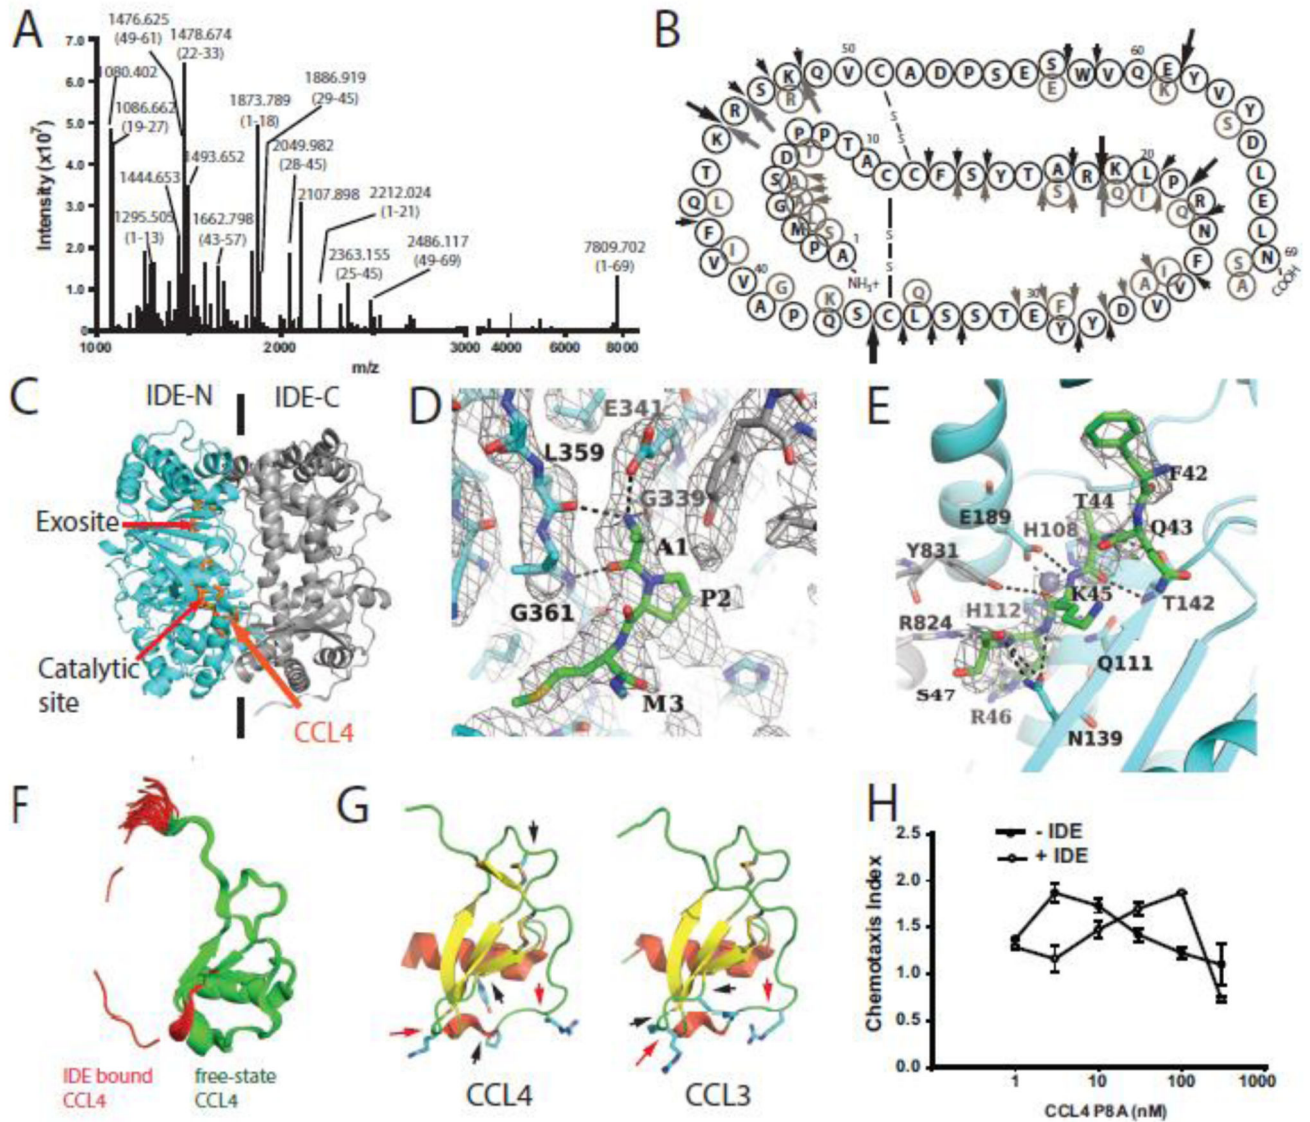 A
1476.625
(49-61)
1478.674
(22-33)
1080.402
1086.662
(19-27)
1873.789
(1-18)
1886.919
(29-45)
2049.982
(28-45)
1493.652
1444.653
2107.898
2212.024
(1-21)
1295.505
(1-13)
1662.798
(43-57)
2363.155
(25-45)
2486.117
(49-69)
7809.702
(1-69)
Intensity (x10⁷)
7.0
6.0
5.0
4.0
3.0
2.0
1.0
0
1000
2000
3000
4000
6000
8000
m/z
B
50
60
K Q V C A D P S E S W V Q E Y V Y D L E L N
69
COOH
R
E
K
S
S
A
S R K T Q F V V A P Q S C L S S T E Y Y D V V F N R P L K R A T Y S F C C A T P P D S G M P A
L
I
G
K
Q
F
A
I
Q
I
Q
S
40
30
20
10
1
NH₃+
S
S
S
S
C
IDE-N
IDE-C
Exosite
Catalytic
site
CCL4
D
E341
L359
G339
A1
P2
G361
M3
E
F42
T44
Q43
E189
H108
Y831
K45
T142
H112
R824
Q111
S47
R46
N139
F
IDE bound
CCL4
free-state
CCL4
G
CCL4
CCL3
H
- IDE
+ IDE
Chemotaxis Index
2.5
2.0
1.5
1.0
0.5
0.0
1
10
100
1000
CCL4 P8A (nM)